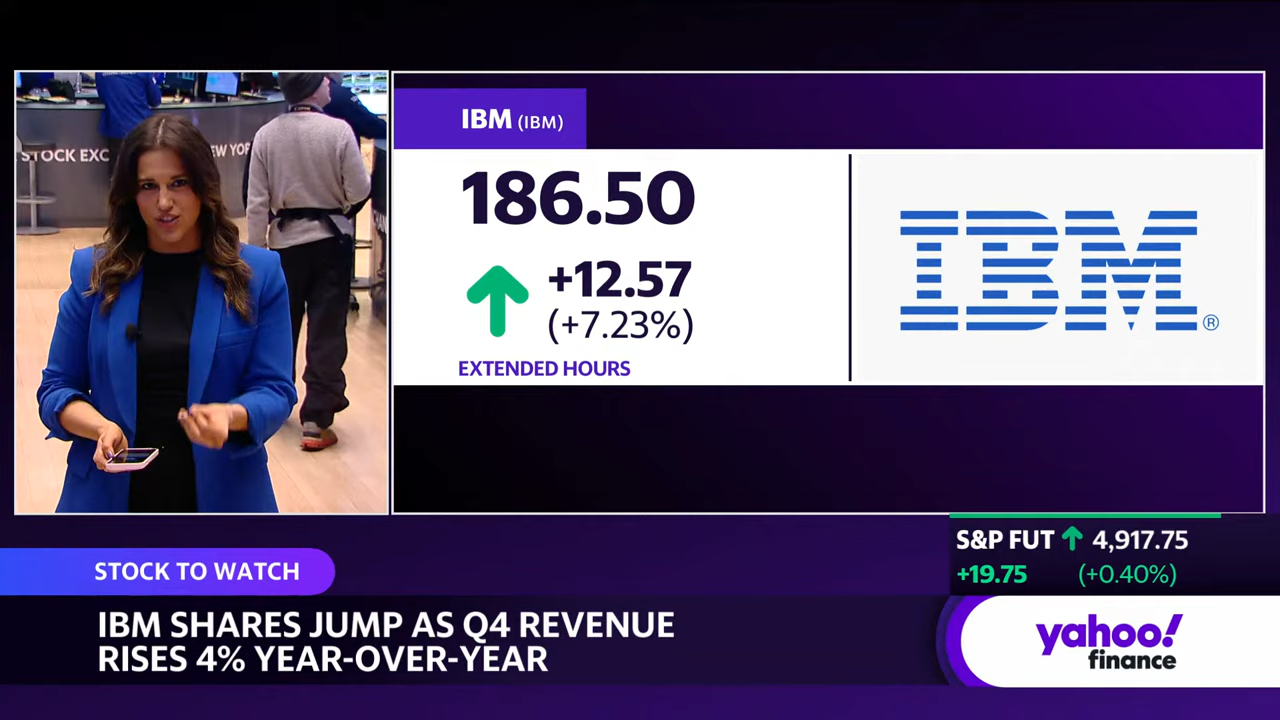 STOCK EXC
EW YOR
IBM (IBM)
186.50
+12.57
(+7.23%)
EXTENDED HOURS
IBM®
S&P FUT 4,917.75
+19.75 (+0.40%)
STOCK TO WATCH
IBM SHARES JUMP AS Q4 REVENUE
RISES 4% YEAR-OVER-YEAR
yahoo!
finance